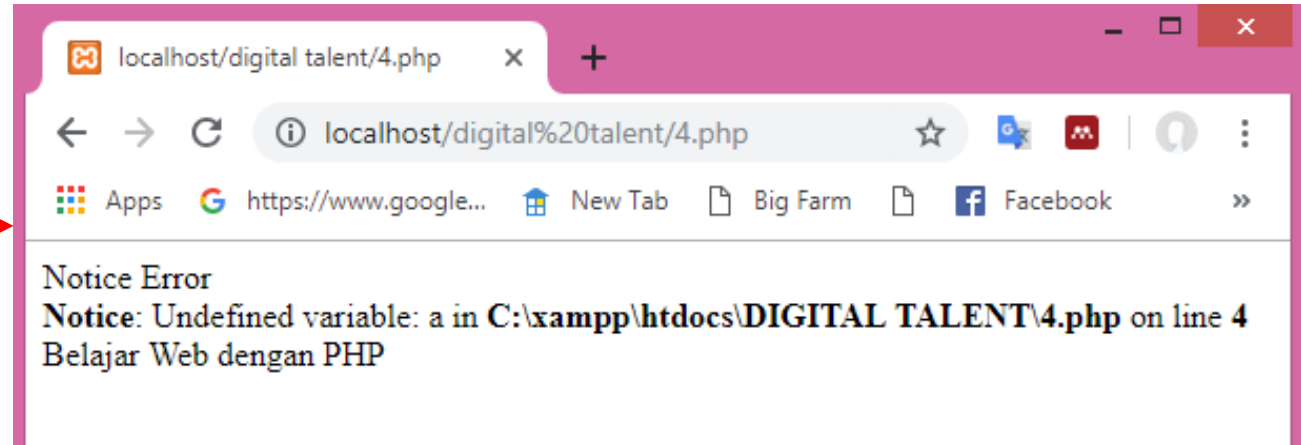 localhost/digital talent/4.php
localhost/digital%20talent/4.php
Apps https://www.google... New Tab Big Farm Facebook
Notice Error
Notice: Undefined variable: a in C:\xampp\htdocs\DIGITAL TALENT\4.php on line 4
Belajar Web dengan PHP